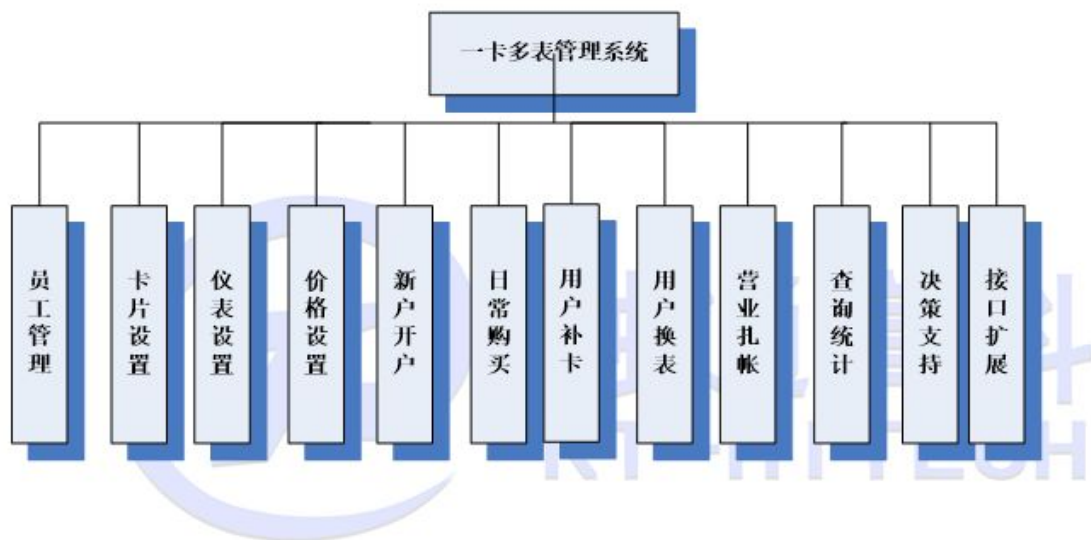 一卡多表管理系统
员工管理
卡片设置
仪表设置
价格设置
新户开户
日常购买
用户补卡
用户换表
营业扎帐
查询统计
决策支持
接口扩展